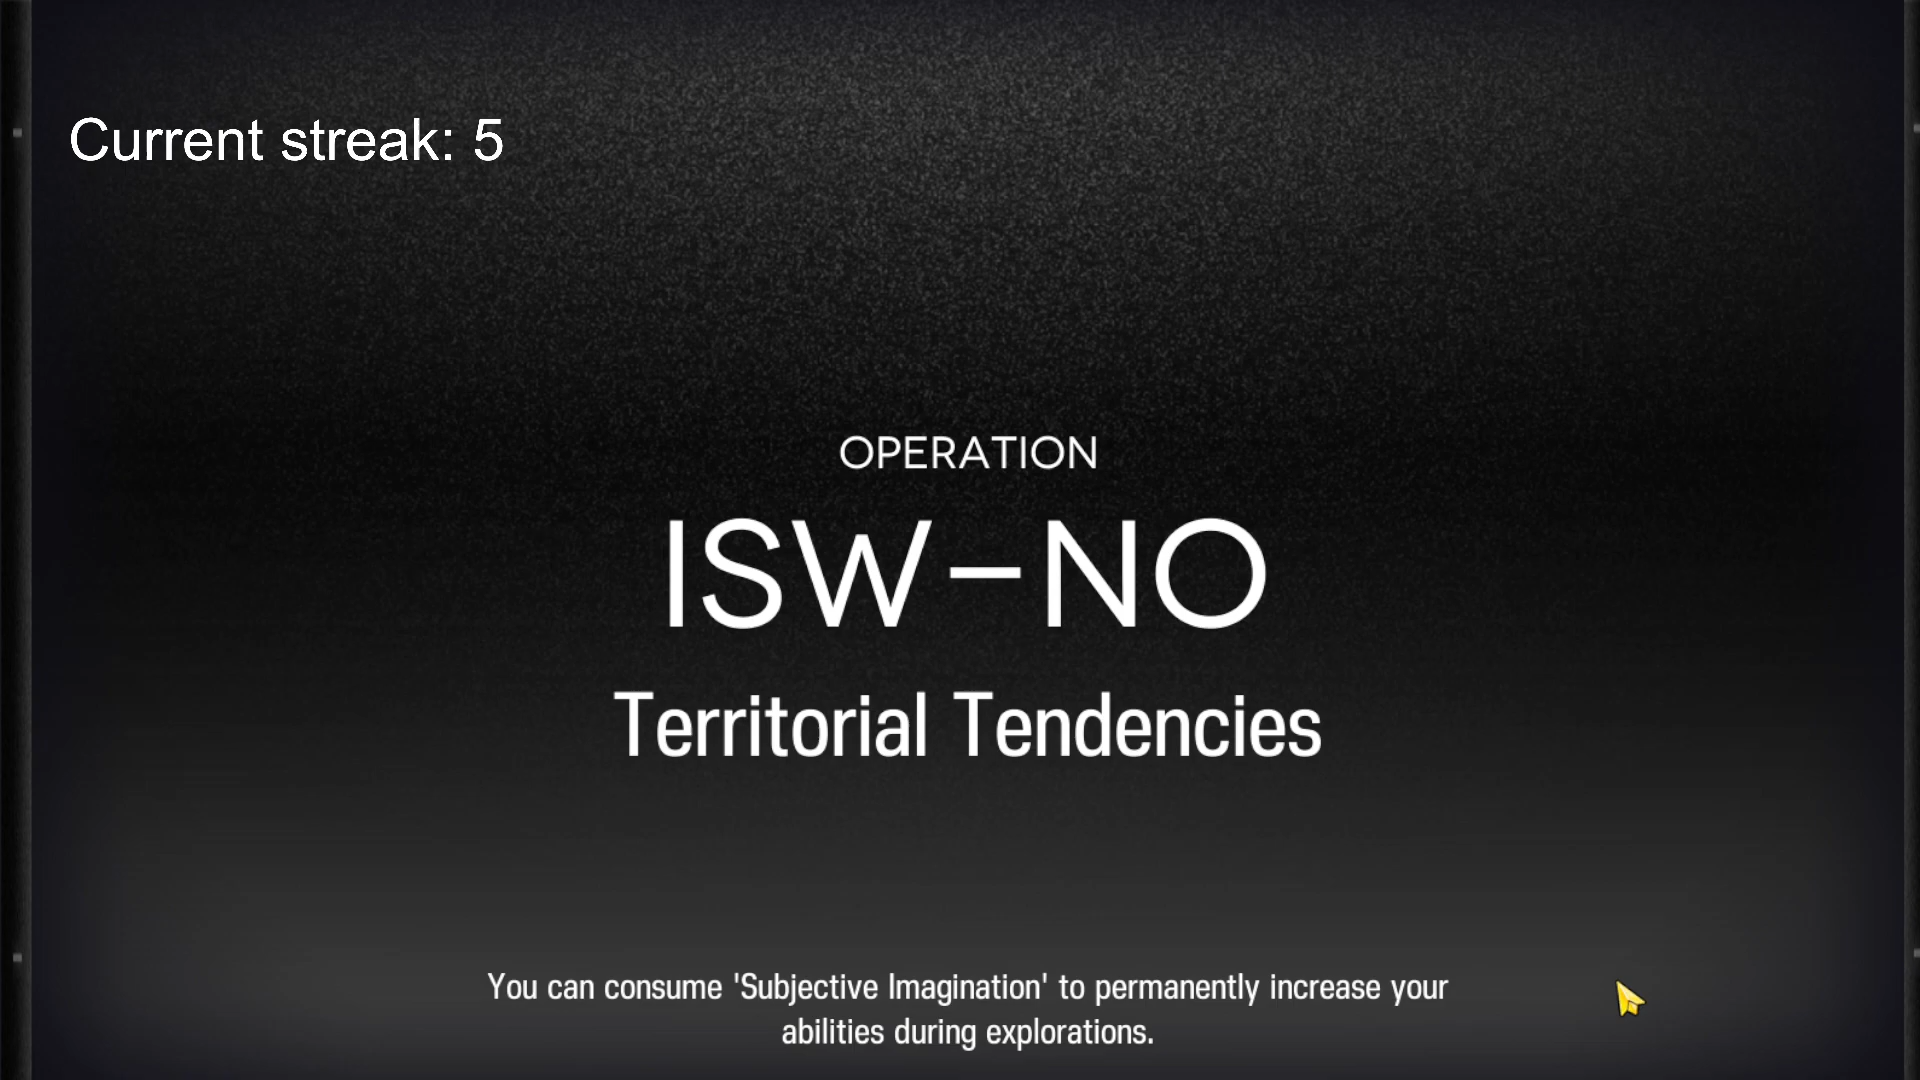 Current streak: 5
OPERATION
ISW-NO
Territorial Tendencies
You can consume 'Subjective Imagination' to permanently increase your
abilities during explorations.